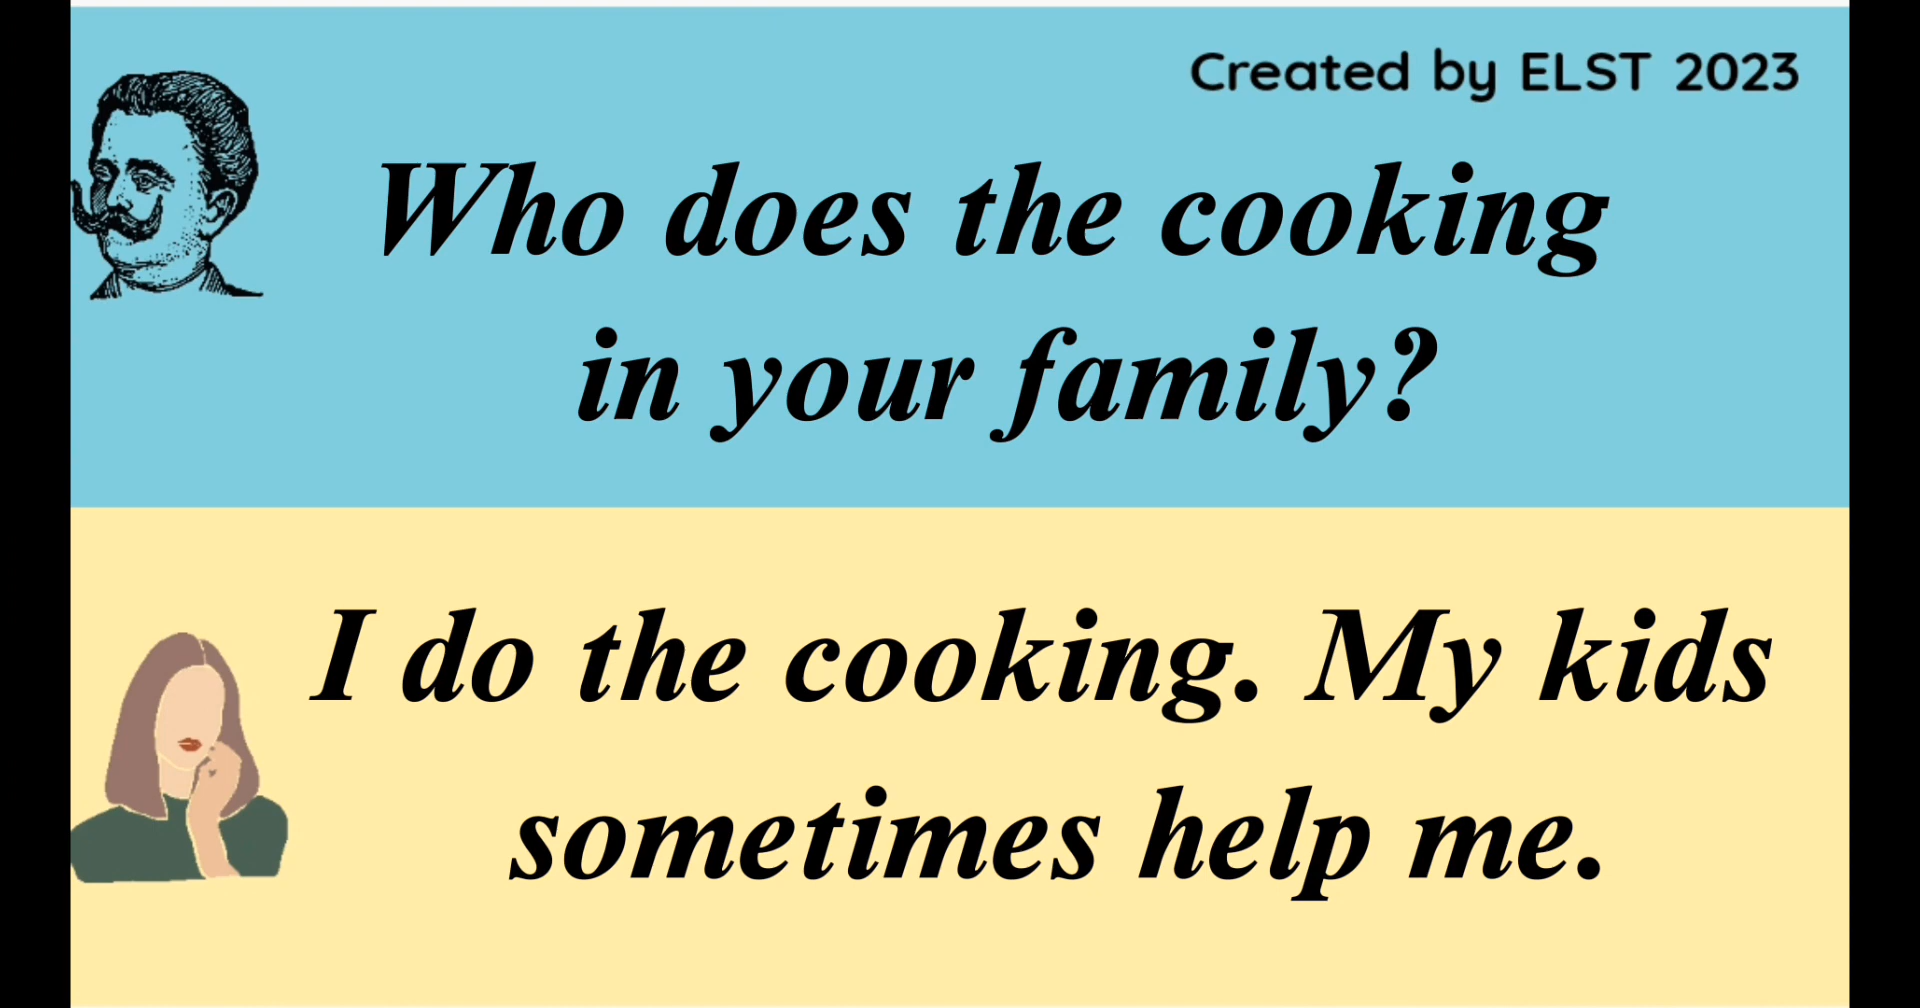 Created by ELST 2023
Who does the cooking
in your family?
I do the cooking. My kids
sometimes help me.